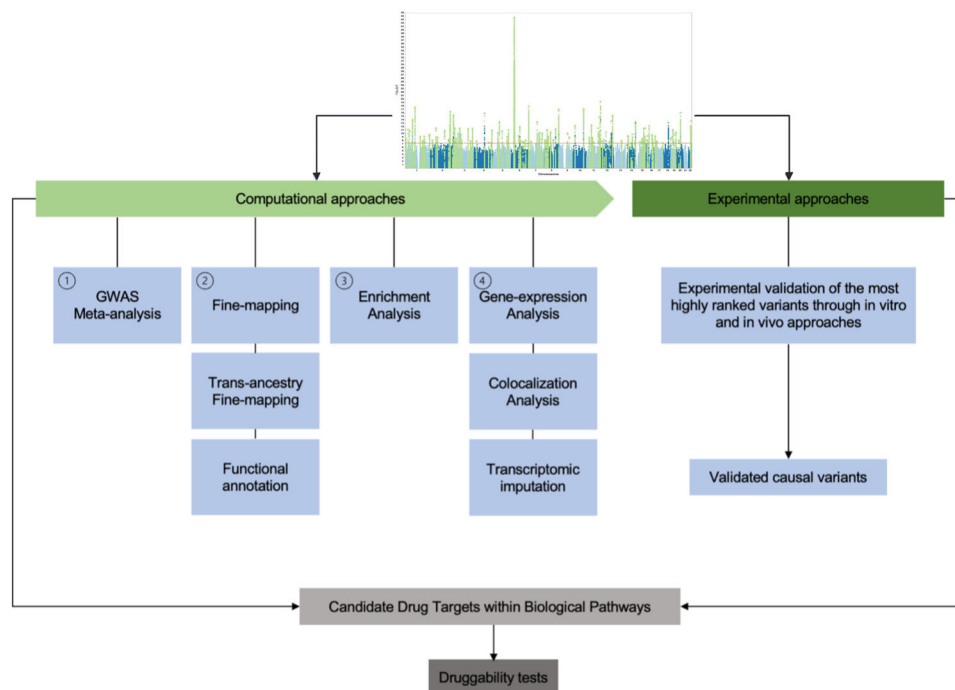 Computational approaches
Experimental approaches
1
GWAS
Meta-analysis
2
Fine-mapping
3
Enrichment
Analysis
4
Gene-expression
Analysis
Experimental validation of the most
highly ranked variants through in vitro
and in vivo approaches
Trans-ancestry
Fine-mapping
Colocalization
Analysis
Functional
annotation
Transcriptomic
imputation
Validated causal variants
Candidate Drug Targets within Biological Pathways
Druggability tests